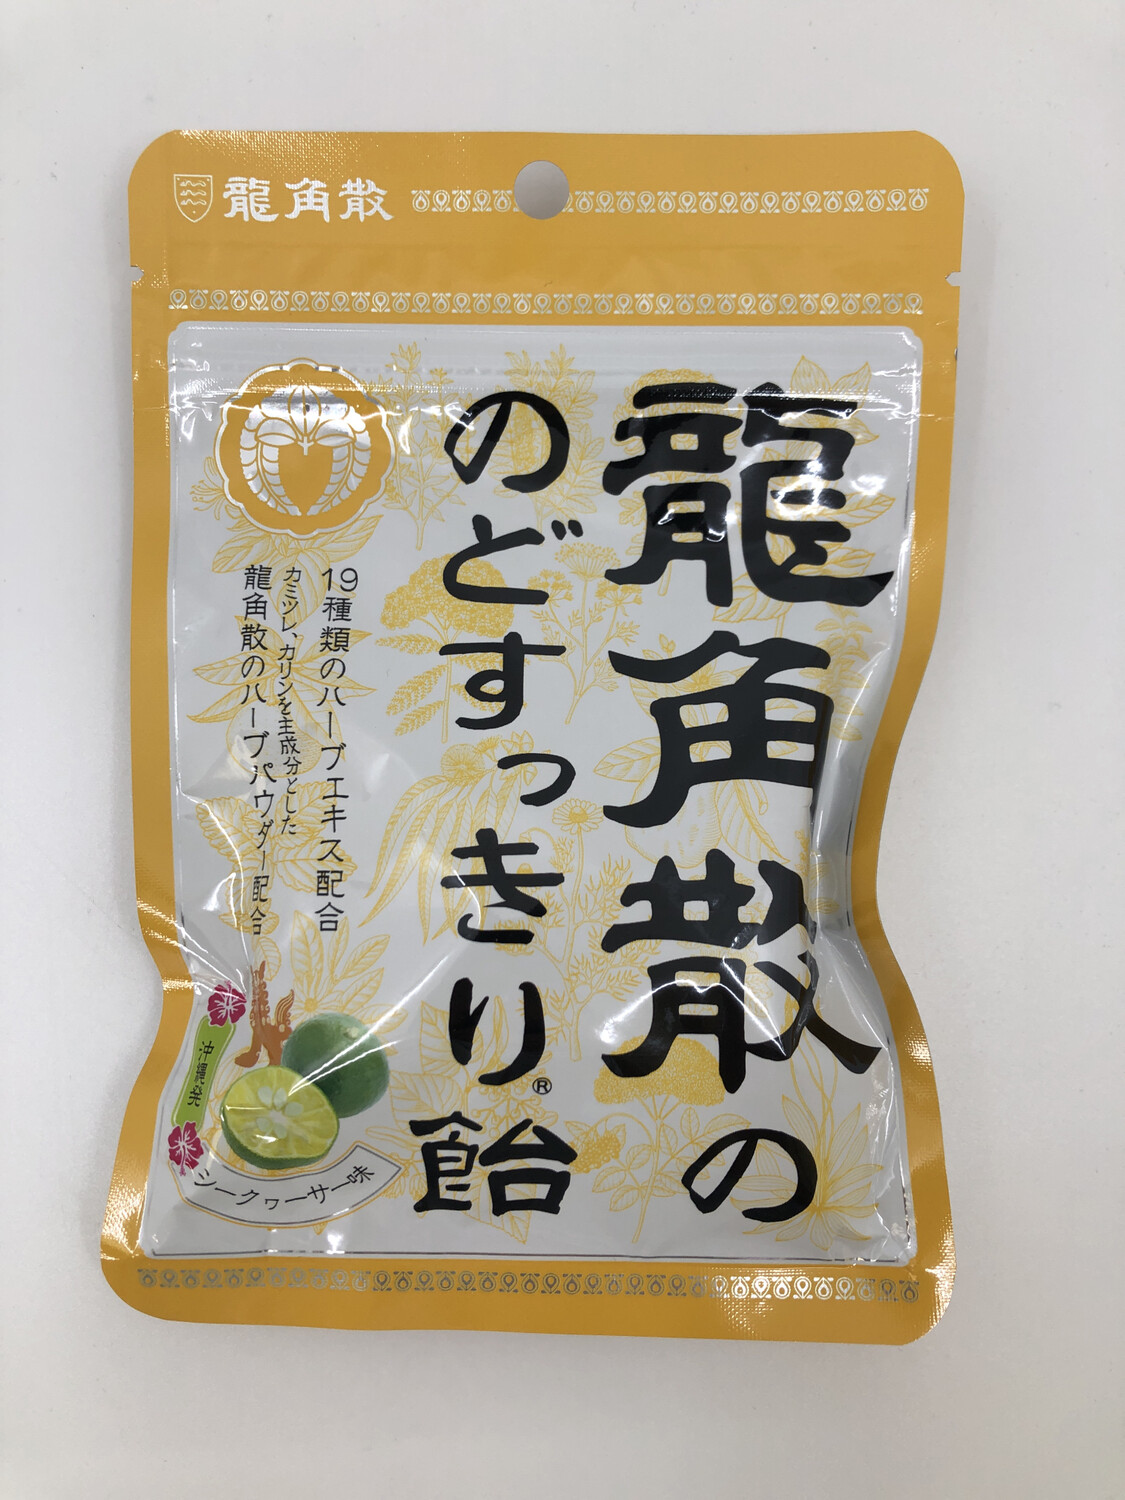 龍角散
龍角散の
のどすっきり®飴
19種類のハーブエキス配合
カミツレ、カリンを主成分とした
龍角散のハーブパウダー配合
沖縄発
シークヮーサー味